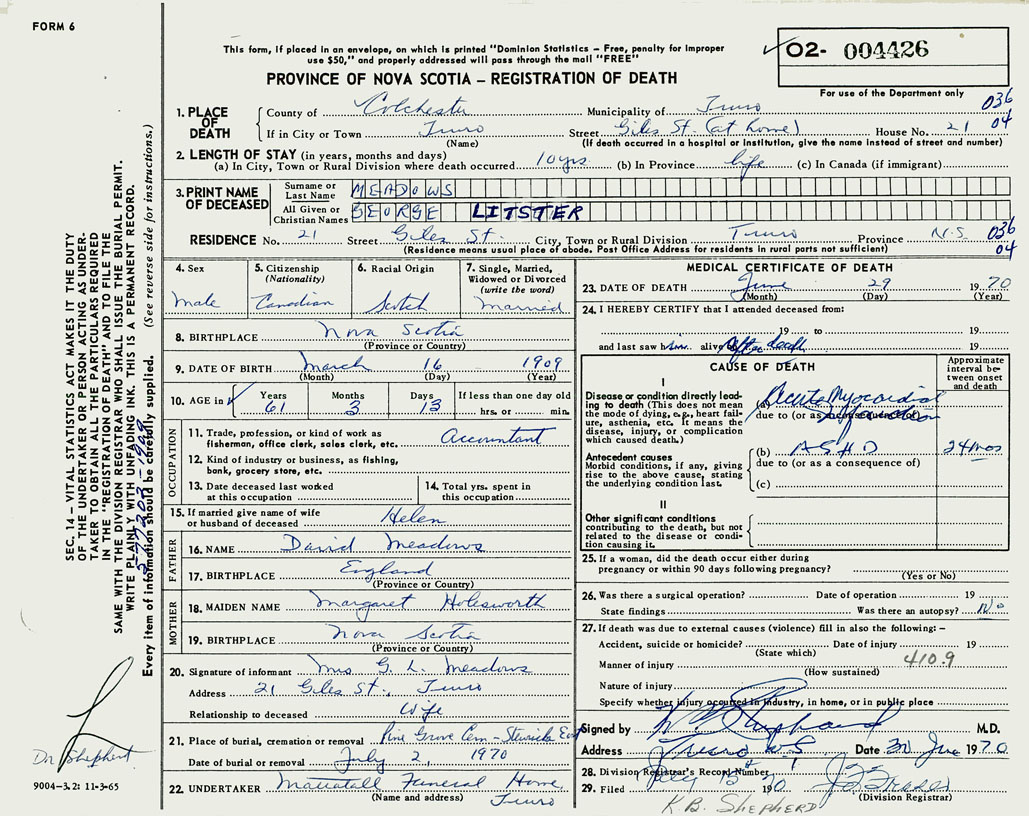 FORM 6
This form, if placed in an envelope, on which is printed "Dominion Statistics – Free, penalty for improper
use $50," and properly addressed will pass through the mail "FREE"
✓ O2- 004426
For use of the Department only
PROVINCE OF NOVA SCOTIA – REGISTRATION OF DEATH
1. PLACE OF DEATH County of Colchester Municipality of Truro 036
If in City or Town Truro Street Giles St. (at home) House No. 21 04
(Name) (If death occurred in a hospital or institution, give the name instead of street and number)
2. LENGTH OF STAY (in years, months and days)
(a) In City, Town or Rural Division where death occurred 10 yrs (b) In Province life (c) In Canada (if immigrant)
3. PRINT NAME OF DECEASED Surname or Last Name MEADOWS
All Given or Christian Names GEORGE LITSTER
RESIDENCE No. 21 Street Giles St. City, Town or Rural Division Truro Province N.S. 036
(Residence means usual place of abode. Post Office Address for residents in rural parts not sufficient) 04
4. Sex Male
5. Citizenship (Nationality) Canadian
6. Racial Origin Scotch
7. Single, Married, Widowed or Divorced (write the word) Married
8. BIRTHPLACE Nova Scotia
(Province or Country)
9. DATE OF BIRTH March 16 1909
(Month) (Day) (Year)
10. AGE in ✓ Years 61 Months 3 Days 13 If less than one day old hrs. or min.
OCCUPATION
11. Trade, profession, or kind of work as
fisherman, office clerk, sales clerk, etc. Accountant
12. Kind of industry or business, as fishing,
bank, grocery store, etc.
13. Date deceased last worked
at this occupation
14. Total yrs. spent in
this occupation
15. If married give name of wife
or husband of deceased Helen
FATHER
16. NAME David Meadows
17. BIRTHPLACE England
(Province or Country)
MOTHER
18. MAIDEN NAME Margaret Holesworth
19. BIRTHPLACE Nova Scotia
(Province or Country)
20. Signature of informant Mrs. G. L. Meadows
Address 21 Giles St., Truro
Relationship to deceased Wife
21. Place of burial, cremation or removal Pine Grove Cem -
Date of burial or removal July 2, 1970
22. UNDERTAKER Mattatall Funeral Home
(Name and address) Truro
MEDICAL CERTIFICATE OF DEATH
23. DATE OF DEATH June 29 1970
(Month) (Day) (Year)
24. I HEREBY CERTIFY that I attended deceased from:
19 to 19
and last saw him alive on After death 19
CAUSE OF DEATH
Approximate interval between onset and death
I
Disease or condition directly lead-
ing to death (This does not mean
the mode of dying, e.g., heart fail-
ure, asthenia, etc. It means the
disease, injury, or complication
which caused death.)
(a) Acute Myocardial
due to (or as a consequence of) Infarction
Antecedent causes
Morbid conditions, if any, giving
rise to the above cause, stating
the underlying condition last.
(b) A S H D 24 mos
due to (or as a consequence of)
(c)
II
Other significant conditions
contributing to the death, but not
related to the disease or condi-
tion causing it.
25. If a woman, did the death occur either during
pregnancy or within 90 days following pregnancy?
(Yes or No)
26. Was there a surgical operation? Date of operation 19
State findings Was there an autopsy? No
27. If death was due to external causes (violence) fill in also the following: –
Accident, suicide or homicide? Date of injury 19
(State which) 410.9
Manner of injury
(How sustained)
Nature of injury
Specify whether injury occurred in industry, in home, or in public place
Signed by K B Shepherd M.D.
Address Truro N.S Date 30 June 1970
28. Division Registrar's Record Number
29. Filed July 19 70
(Division Registrar)
K.B. SHEPHERD
SEC. 14 – VITAL STATISTICS ACT MAKES IT THE DUTY
OF THE UNDERTAKER OR PERSON ACTING AS UNDER-
TAKER TO OBTAIN ALL THE PARTICULARS REQUIRED
IN THE "REGISTRATION OF DEATH" AND TO FILE THE
SAME WITH THE DIVISION REGISTRAR WHO SHALL ISSUE THE BURIAL PERMIT.
WRITE PLAINLY WITH UNFADING INK. THIS IS A PERMANENT RECORD.
Every item of information should be carefully supplied. (See reverse side for instructions.)
Dr Shephert
9004-3.2: 11-3-65